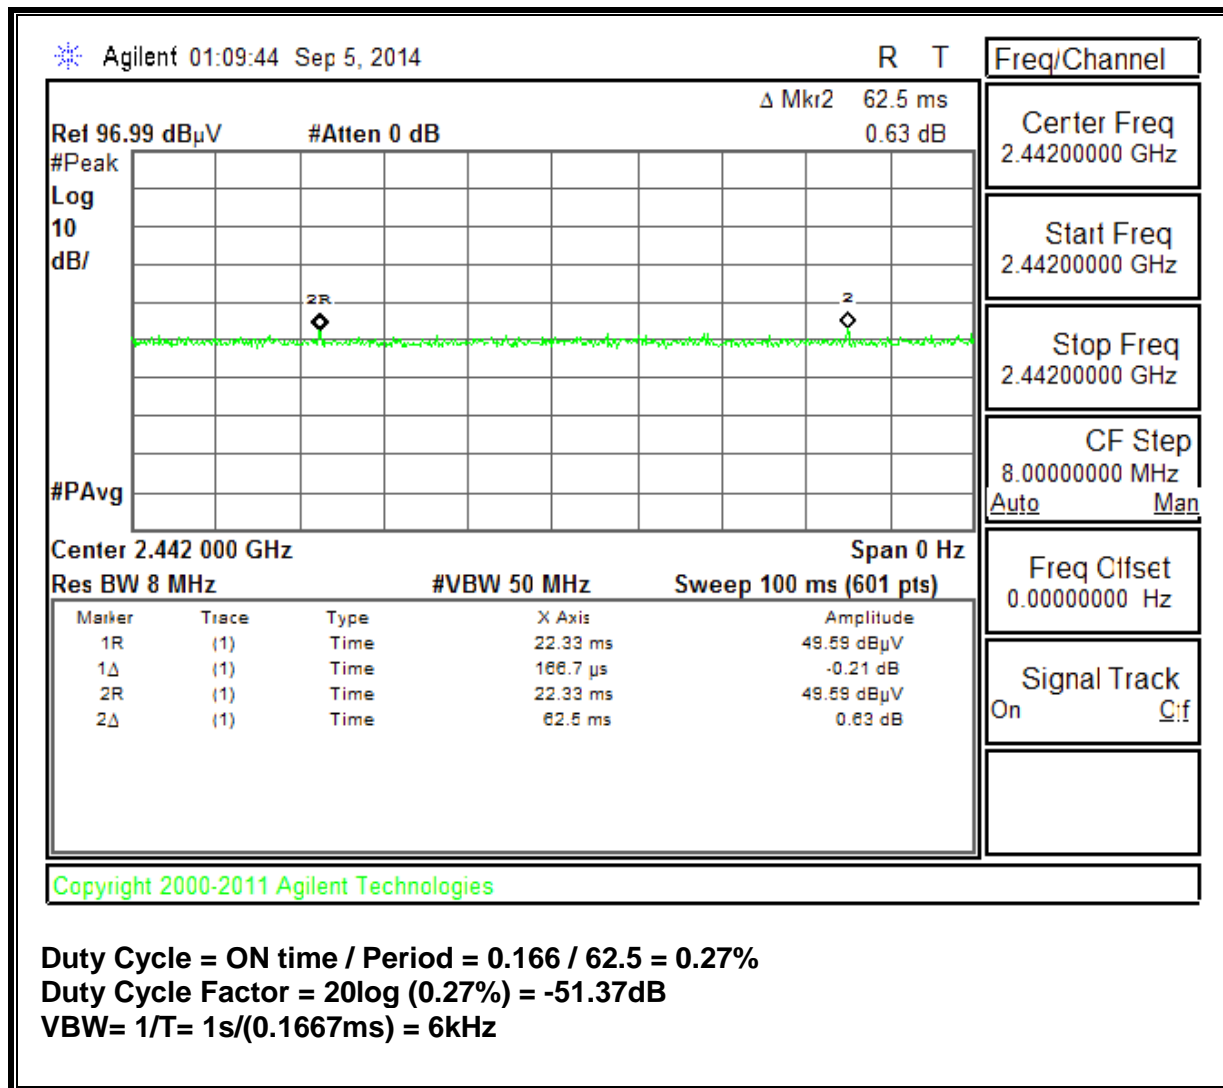 Agilent 01:09:44 Sep 5, 2014 R T
Δ Mkr2 62.5 ms
Ref 96.99 dBµV #Atten 0 dB 0.63 dB
#Peak
Log
10
dB/
2R 2
#PAvg
Center 2.442 000 GHz Span 0 Hz
Res BW 8 MHz #VBW 50 MHz Sweep 100 ms (601 pts)
Marker Trace Type X Axis Amplitude
1R (1) Time 22.33 ms 49.59 dBµV
1Δ (1) Time 166.7 µs -0.21 dB
2R (1) Time 22.33 ms 49.59 dBµV
2Δ (1) Time 62.5 ms 0.63 dB
Freq/Channel
Center Freq
2.44200000 GHz
Start Freq
2.44200000 GHz
Stop Freq
2.44200000 GHz
CF Step
8.00000000 MHz
Auto Man
Freq Offset
0.00000000 Hz
Signal Track
On Off
Copyright 2000-2011 Agilent Technologies
Duty Cycle = ON time / Period = 0.166 / 62.5 = 0.27%
Duty Cycle Factor = 20log (0.27%) = -51.37dB
VBW= 1/T= 1s/(0.1667ms) = 6kHz